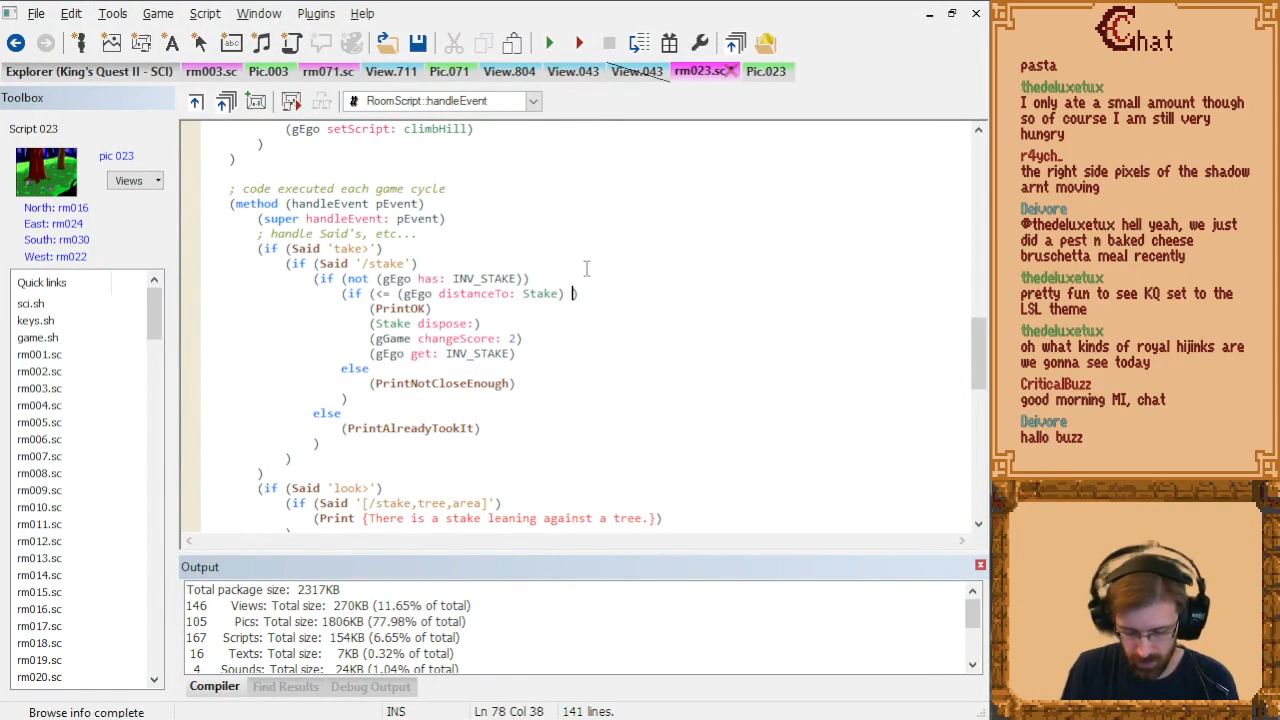 File Edit Tools Game Script Window Plugins Help
Explorer (King's Quest II - SCI) rm003.sc Pic.003 rm071.sc View.711 Pic.071 View.804 View.043 View.043 rm023.sc Pic.023
Toolbox
RoomScript::handleEvent
Script 023
pic 023
Views
North: rm016
East: rm024
South: rm030
West: rm022
Quick links
sci.sh
keys.sh
game.sh
rm001.sc
rm002.sc
rm003.sc
rm004.sc
rm005.sc
rm006.sc
rm007.sc
rm008.sc
rm009.sc
rm010.sc
rm011.sc
rm012.sc
rm013.sc
rm014.sc
rm015.sc
rm016.sc
rm017.sc
rm018.sc
rm019.sc
rm020.sc
(gEgo setScript: climbHill)
)
)
; code executed each game cycle
(method (handleEvent pEvent)
(super handleEvent: pEvent)
; handle Said's, etc...
(if (Said 'take>')
(if (Said '/stake')
(if (not (gEgo has: INV_STAKE))
(if (<= (gEgo distanceTo: Stake) )
(PrintOK)
(Stake dispose:)
(gGame changeScore: 2)
(gEgo get: INV_STAKE)
else
(PrintNotCloseEnough)
)
else
(PrintAlreadyTookIt)
)
)
)
(if (Said 'look>')
(if (Said '[/stake,tree,area]')
(Print {There is a stake leaning against a tree.})
Output
Total package size: 2317KB
146 Views: Total size: 270KB (11.65% of total)
105 Pics: Total size: 1806KB (77.98% of total)
167 Scripts: Total size: 154KB (6.65% of total)
16 Texts: Total size: 7KB (0.32% of total)
4 Sounds: Total size: 24KB (1.04% of total)
Compiler Find Results Debug Output
Browse info complete INS Ln 78 Col 38 141 lines.
Chat
pasta
thedeluxetux
I only ate a small amount though
so of course I am still very
hungry
r4ych_
the right side pixels of the shadow
arnt moving
Deivore
@thedeluxetux hell yeah, we just
did a pest n baked cheese
bruschetta meal recently
thedeluxetux
pretty fun to see KQ set to the
LSL theme
thedeluxetux
oh what kinds of royal hijinks are
we gonna see today
CriticalBuzz
good morning MI, chat
Deivore
hallo buzz